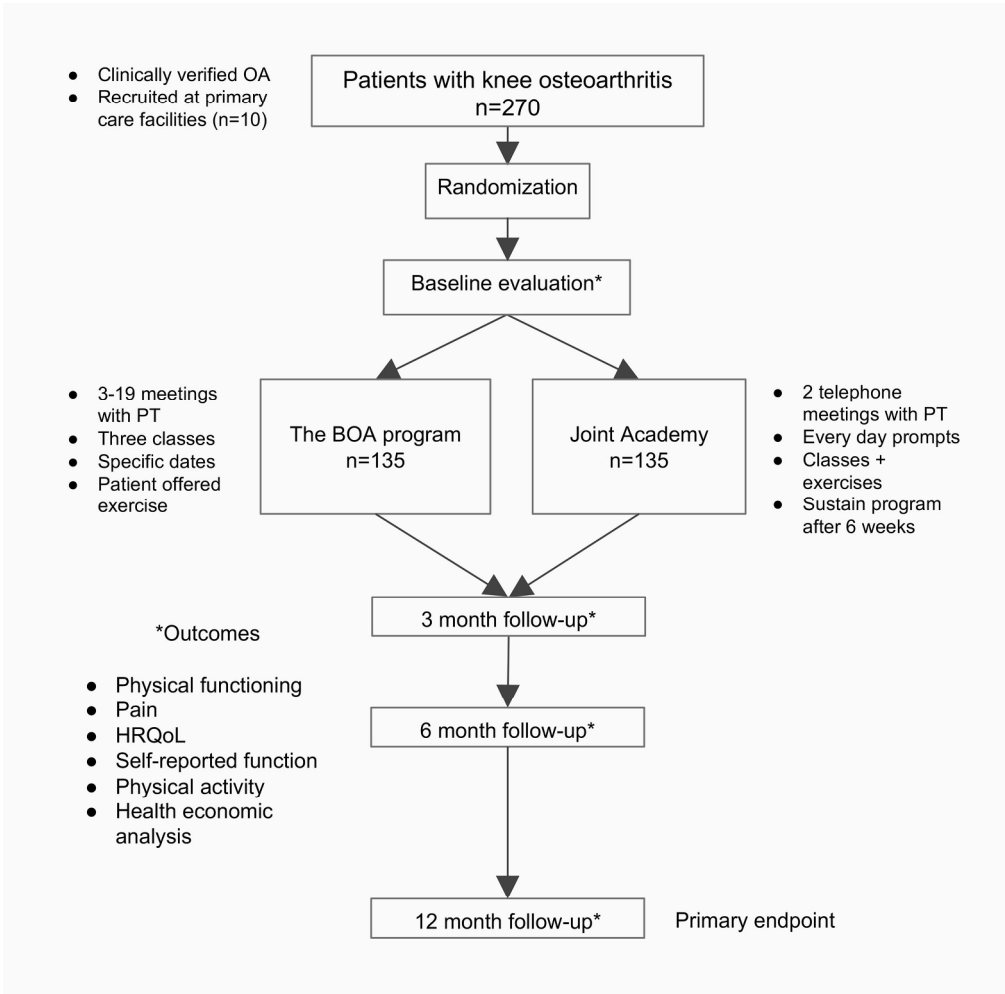 ● Clinically verified OA
● Recruited at primary
care facilities (n=10)
Patients with knee osteoarthritis
n=270
Randomization
Baseline evaluation*
● 3-19 meetings
with PT
● Three classes
● Specific dates
● Patient offered
exercise
The BOA program
n=135
Joint Academy
n=135
● 2 telephone
meetings with PT
● Every day prompts
● Classes +
exercises
● Sustain program
after 6 weeks
3 month follow-up*
*Outcomes
● Physical functioning
● Pain
● HRQoL
● Self-reported function
● Physical activity
● Health economic
analysis
6 month follow-up*
12 month follow-up*
Primary endpoint